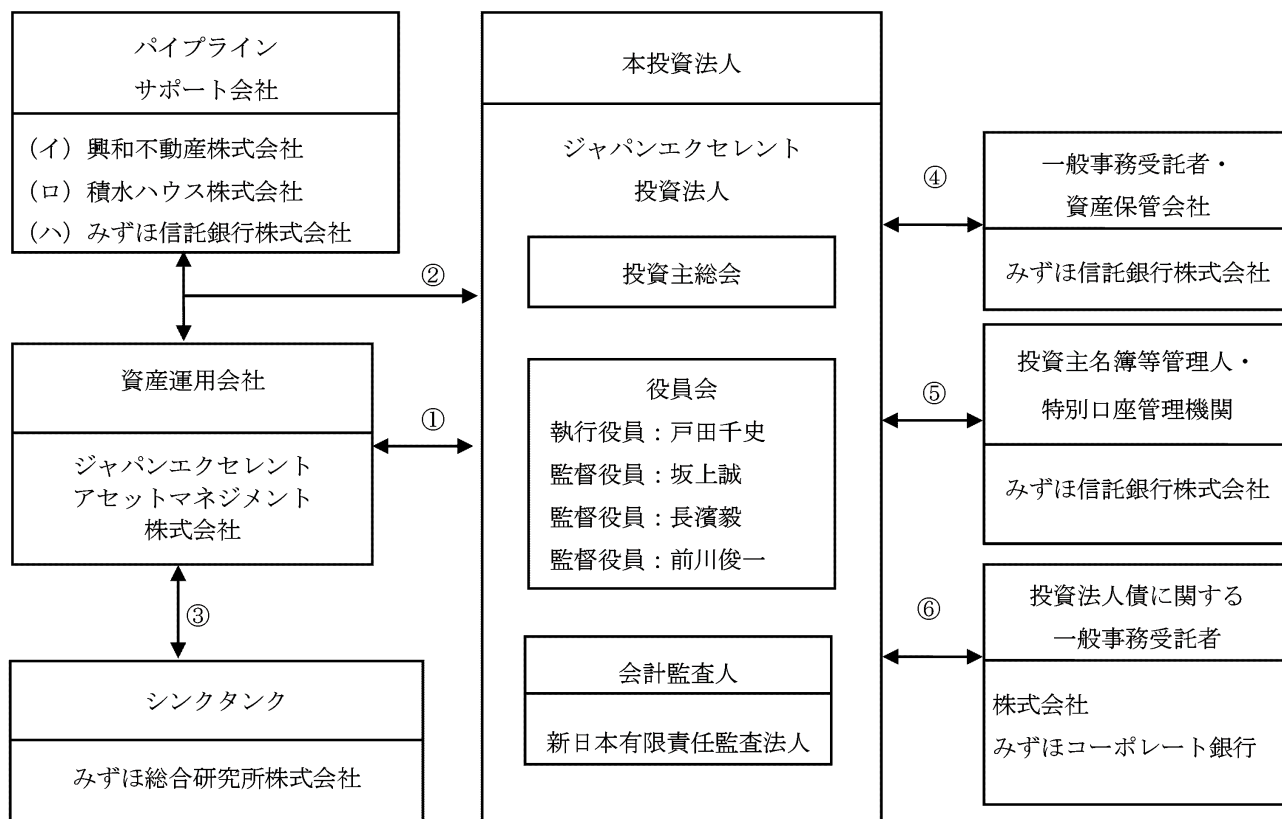 パイプライン
サポート会社
（イ）興和不動産株式会社
（ロ）積水ハウス株式会社
（ハ）みずほ信託銀行株式会社
②
資産運用会社
ジャパンエクセレント
アセットマネジメント
株式会社
①
③
シンクタンク
みずほ総合研究所株式会社
本投資法人
ジャパンエクセレント
投資法人
投資主総会
役員会
執行役員：戸田千史
監督役員：坂上誠
監督役員：長濱毅
監督役員：前川俊一
会計監査人
新日本有限責任監査法人
④
一般事務受託者・
資産保管会社
みずほ信託銀行株式会社
⑤
投資主名簿等管理人・
特別口座管理機関
みずほ信託銀行株式会社
⑥
投資法人債に関する
一般事務受託者
株式会社
みずほコーポレート銀行